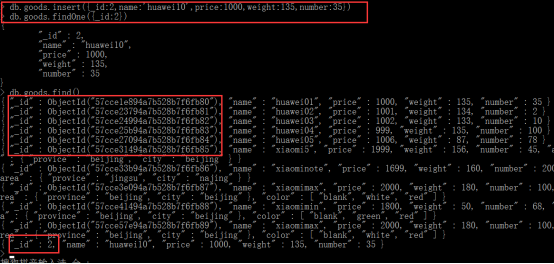 > db.goods.insert({_id:2,name:'huawei10',price:1000,weight:135,number:35})
> db.goods.findOne({_id:2})
{
"_id" : 2,
"name" : "huawei10",
"price" : 1000,
"weight" : 135,
"number" : 35
}
> db.goods.find()
{ "_id" : ObjectId("57cce1e894a7b528b7f6fb80"), "name" : "huawei01", "price" : 1000, "weight" : 135, "number" : 35 }
{ "_id" : ObjectId("57cce23794a7b528b7f6fb81"), "name" : "huawei02", "price" : 1001, "weight" : 134, "number" : 2 }
{ "_id" : ObjectId("57cce24994a7b528b7f6fb82"), "name" : "huawei03", "price" : 1002, "weight" : 133, "number" : 10 }
{ "_id" : ObjectId("57cce25b94a7b528b7f6fb83"), "name" : "huawei04", "price" : 999, "weight" : 135, "number" : 100 }
{ "_id" : ObjectId("57cce27094a7b528b7f6fb84"), "name" : "huawei05", "price" : 1006, "weight" : 87, "number" : 78 }
{ "_id" : ObjectId("57cce31494a7b528b7f6fb85"), "name" : "xiaomi5", "price" : 1999, "weight" : 156, "number" : 45, "a
{ "province" : "beijing", "city" : "beijing" } }
{ "_id" : ObjectId("57cce33b94a7b528b7f6fb86"), "name" : "xiaominote", "price" : 1699, "weight" : 160, "number" : 200
area" : { "province" : "jingsu", "city" : "najing" } }
{ "_id" : ObjectId("57cce3e094a7b528b7f6fb87"), "name" : "xiaomimax", "price" : 2000, "weight" : 180, "number" : 100,
area" : { "province" : "beijing", "city" : "beijing" }, "color" : [ "blank", "white", "red" ] }
{ "_id" : ObjectId("57cce41494a7b528b7f6fb88"), "name" : "xiaomimin", "price" : 1800, "weight" : 50, "number" : 68,
a" : { "province" : "beijing", "city" : "beijing" }, "color" : [ "blank", "green", "red" ] }
{ "_id" : ObjectId("57cce57e94a7b528b7f6fb89"), "name" : "xiaomimax", "price" : 2000, "weight" : 180, "number" : 100,
area" : { "province" : "beijing", "city" : "beijing" }, "color" : [ "blank", "white", "red" ] }
{ "_id" : 2, "name" : "huawei10", "price" : 1000, "weight" : 135, "number" : 35 }